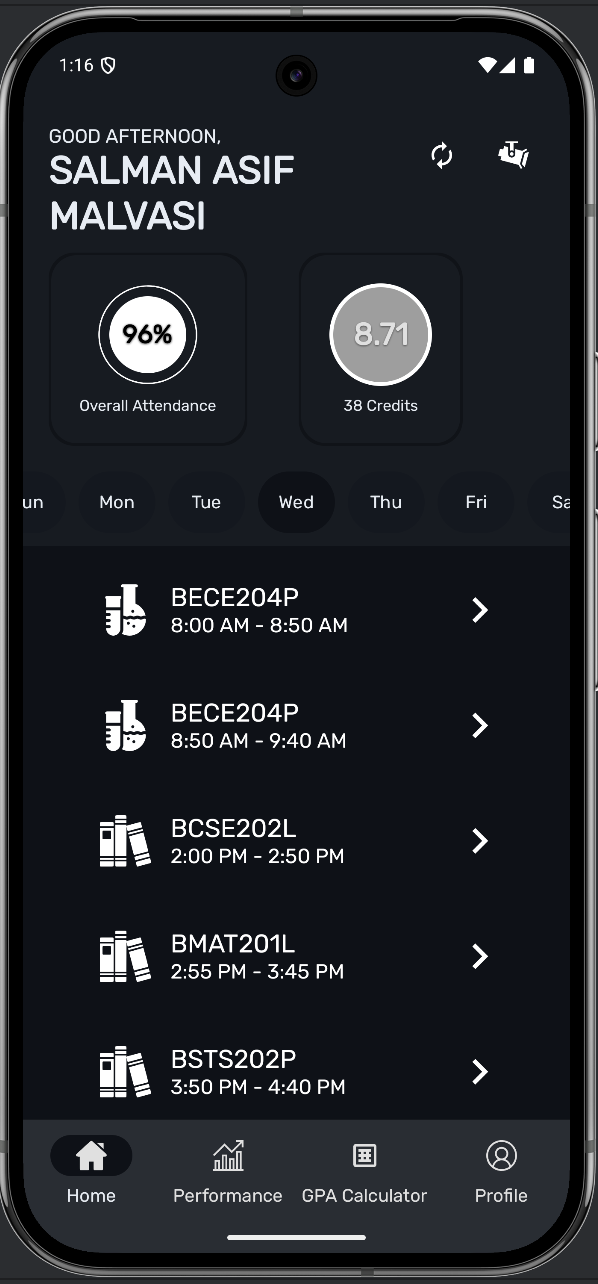 1:16
GOOD AFTERNOON,
SALMAN ASIF
MALVASI
96%
Overall Attendance
8.71
38 Credits
un Mon Tue Wed Thu Fri Sa
BECE204P
8:00 AM - 8:50 AM
BECE204P
8:50 AM - 9:40 AM
BCSE202L
2:00 PM - 2:50 PM
BMAT201L
2:55 PM - 3:45 PM
BSTS202P
3:50 PM - 4:40 PM
Home Performance GPA Calculator Profile